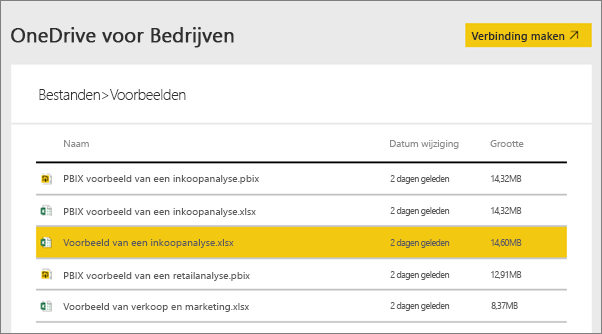 OneDrive voor Bedrijven
Verbinding maken
Bestanden>Voorbeelden
Naam Datum wijziging Grootte
PBIX voorbeeld van een inkoopanalyse.pbix 2 dagen geleden 14,32MB
PBIX voorbeeld van een inkoopanalyse.xlsx 2 dagen geleden 14,32MB
Voorbeeld van een inkoopanalyse.xlsx 2 dagen geleden 14,60MB
PBIX voorbeeld van een retailanalyse.pbix 2 dagen geleden 12,91MB
Voorbeeld van verkoop en marketing.xlsx 2 dagen geleden 8,37MB